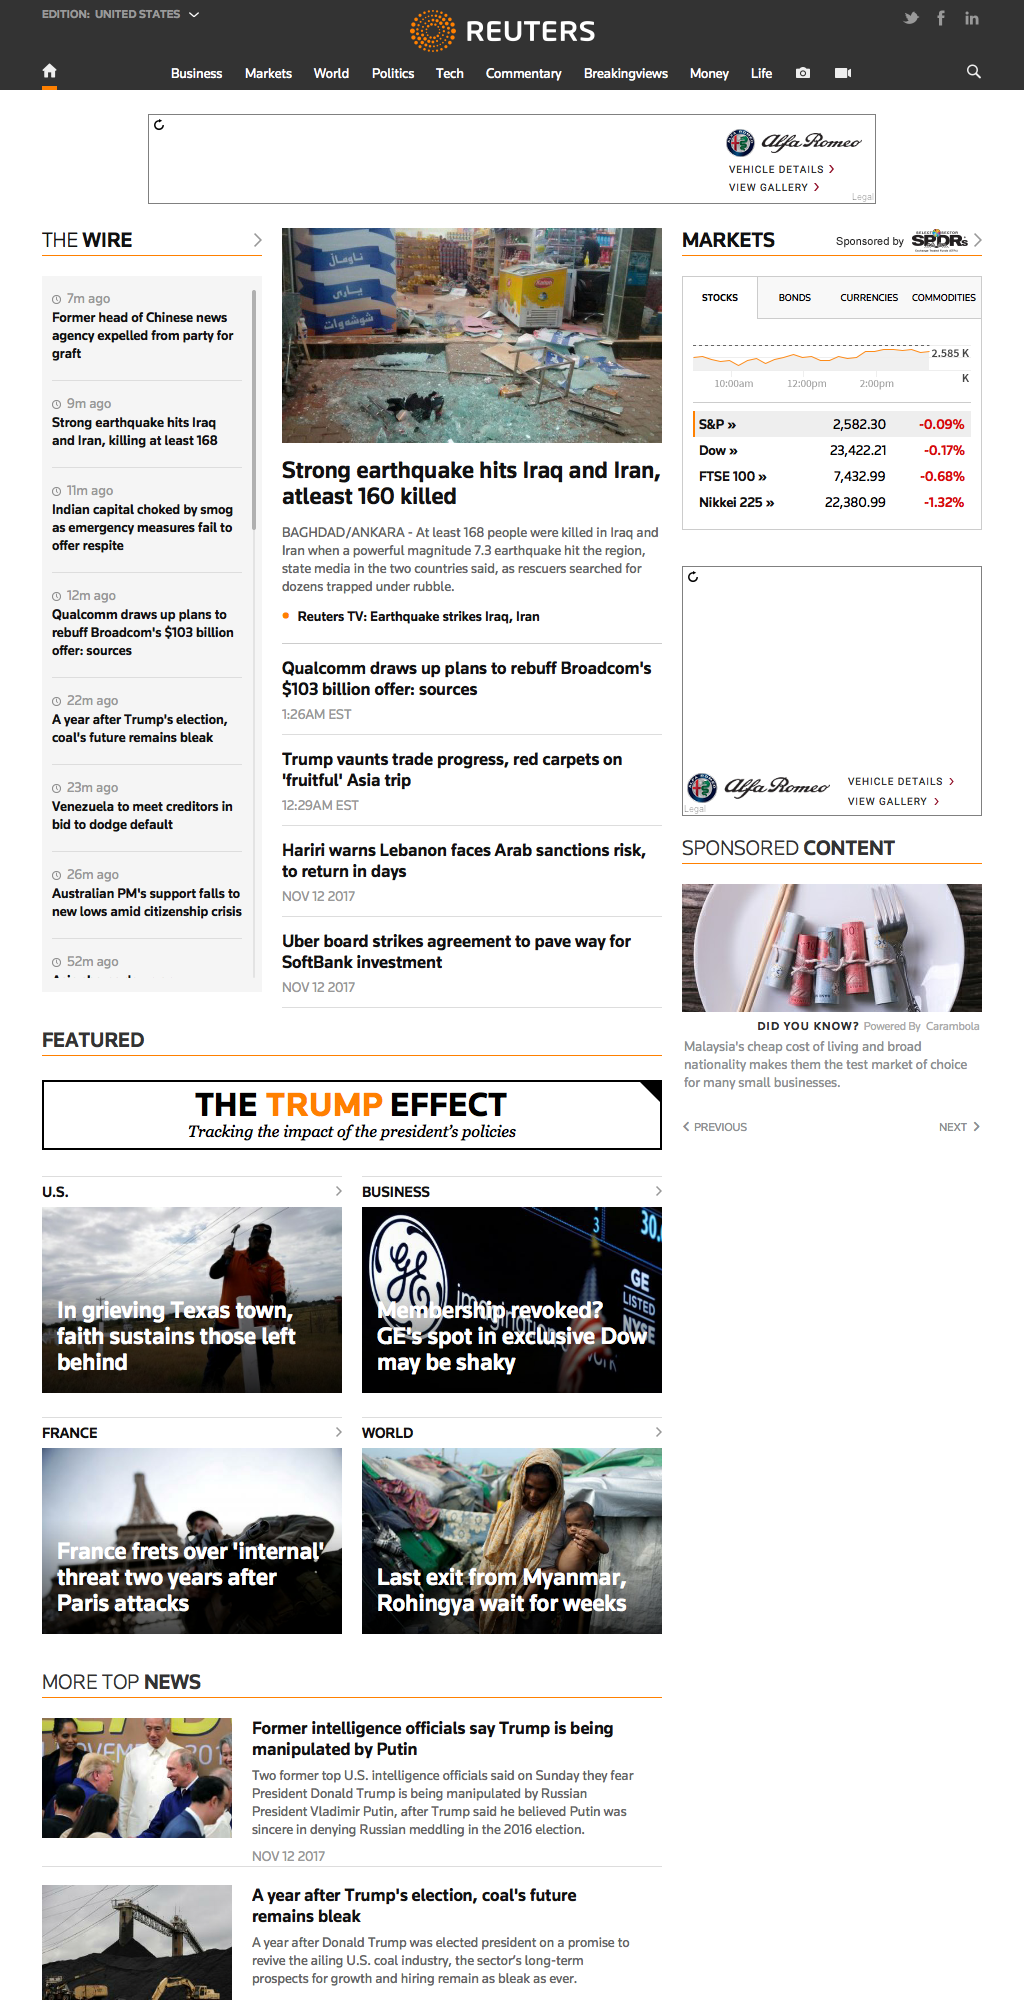 EDITION: UNITED STATES
REUTERS
Business Markets World Politics Tech Commentary Breakingviews Money Life
Alfa Romeo
VEHICLE DETAILS
VIEW GALLERY
Legal
THE WIRE
7m ago
Former head of Chinese news
agency expelled from party for
graft
9m ago
Strong earthquake hits Iraq
and Iran, killing at least 168
11m ago
Indian capital choked by smog
as emergency measures fail to
offer respite
12m ago
Qualcomm draws up plans to
rebuff Broadcom's $103 billion
offer: sources
22m ago
A year after Trump's election,
coal's future remains bleak
23m ago
Venezuela to meet creditors in
bid to dodge default
26m ago
Australian PM's support falls to
new lows amid citizenship crisis
52m ago
Strong earthquake hits Iraq and Iran,
atleast 160 killed
BAGHDAD/ANKARA - At least 168 people were killed in Iraq and
Iran when a powerful magnitude 7.3 earthquake hit the region,
state media in the two countries said, as rescuers searched for
dozens trapped under rubble.
Reuters TV: Earthquake strikes Iraq, Iran
Qualcomm draws up plans to rebuff Broadcom's
$103 billion offer: sources
1:26AM EST
Trump vaunts trade progress, red carpets on
'fruitful' Asia trip
12:29AM EST
Hariri warns Lebanon faces Arab sanctions risk,
to return in days
NOV 12 2017
Uber board strikes agreement to pave way for
SoftBank investment
NOV 12 2017
MARKETS
Sponsored by SPDRs
STOCKS BONDS CURRENCIES COMMODITIES
2.585 K
K
10:00am 12:00pm 2:00pm
S&P » 2,582.30 -0.09%
Dow » 23,422.21 -0.17%
FTSE 100 » 7,432.99 -0.68%
Nikkei 225 » 22,380.99 -1.32%
Alfa Romeo
VEHICLE DETAILS
VIEW GALLERY
Legal
SPONSORED CONTENT
DID YOU KNOW? Powered By Carambola
Malaysia's cheap cost of living and broad
nationality makes them the test market of choice
for many small businesses.
PREVIOUS
NEXT
FEATURED
THE TRUMP EFFECT
Tracking the impact of the president's policies
U.S.
In grieving Texas town,
faith sustains those left
behind
BUSINESS
30.
3
GE
LISTED
NYSE
Membership revoked?
GE's spot in exclusive Dow
may be shaky
FRANCE
France frets over 'internal'
threat two years after
Paris attacks
WORLD
Last exit from Myanmar,
Rohingya wait for weeks
MORE TOP NEWS
Former intelligence officials say Trump is being
manipulated by Putin
Two former top U.S. intelligence officials said on Sunday they fear
President Donald Trump is being manipulated by Russian
President Vladimir Putin, after Trump said he believed Putin was
sincere in denying Russian meddling in the 2016 election.
NOV 12 2017
A year after Trump's election, coal's future
remains bleak
A year after Donald Trump was elected president on a promise to
revive the ailing U.S. coal industry, the sector's long-term
prospects for growth and hiring remain as bleak as ever.